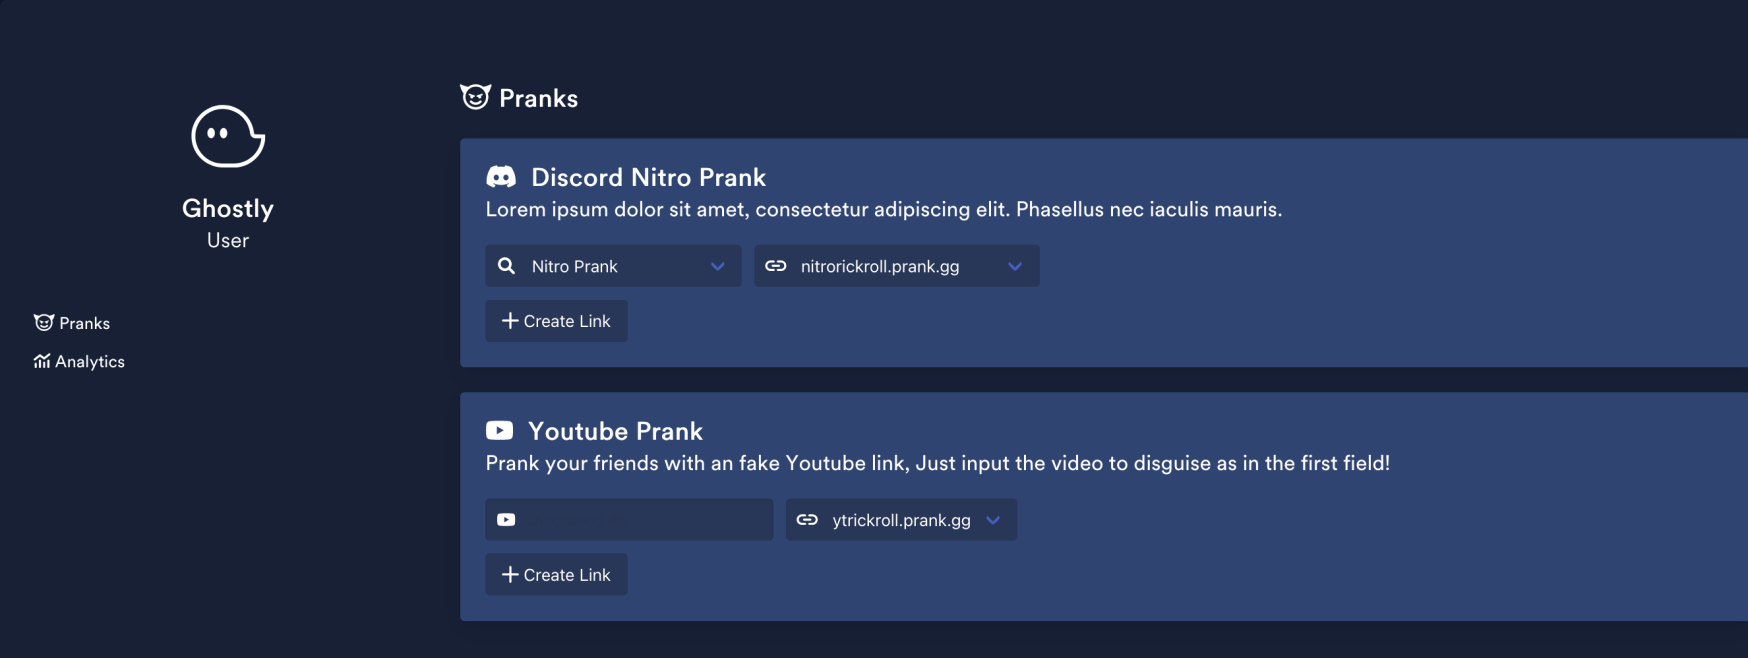 Ghostly
User
Pranks
Analytics
Pranks
Discord Nitro Prank
Lorem ipsum dolor sit amet, consectetur adipiscing elit. Phasellus nec iaculis mauris.
Nitro Prank
nitrorickroll.prank.gg
Create Link
Youtube Prank
Prank your friends with an fake Youtube link, Just input the video to disguise as in the first field!
ytrickroll.prank.gg
Create Link